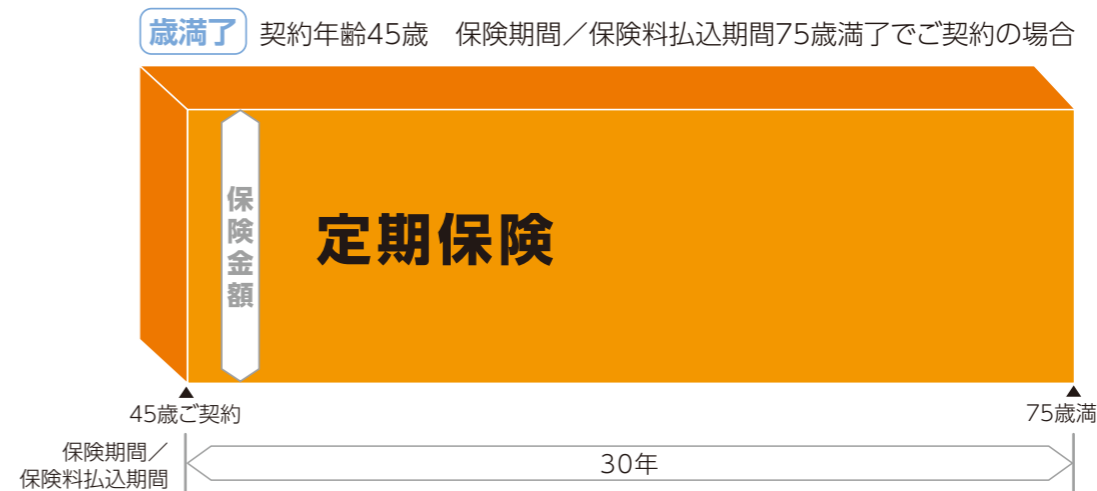 歳満了 契約年齢45歳　保険期間／保険料払込期間75歳満了でご契約の場合
保険金額
定期保険
45歳ご契約
75歳満
保険期間／
保険料払込期間
30年